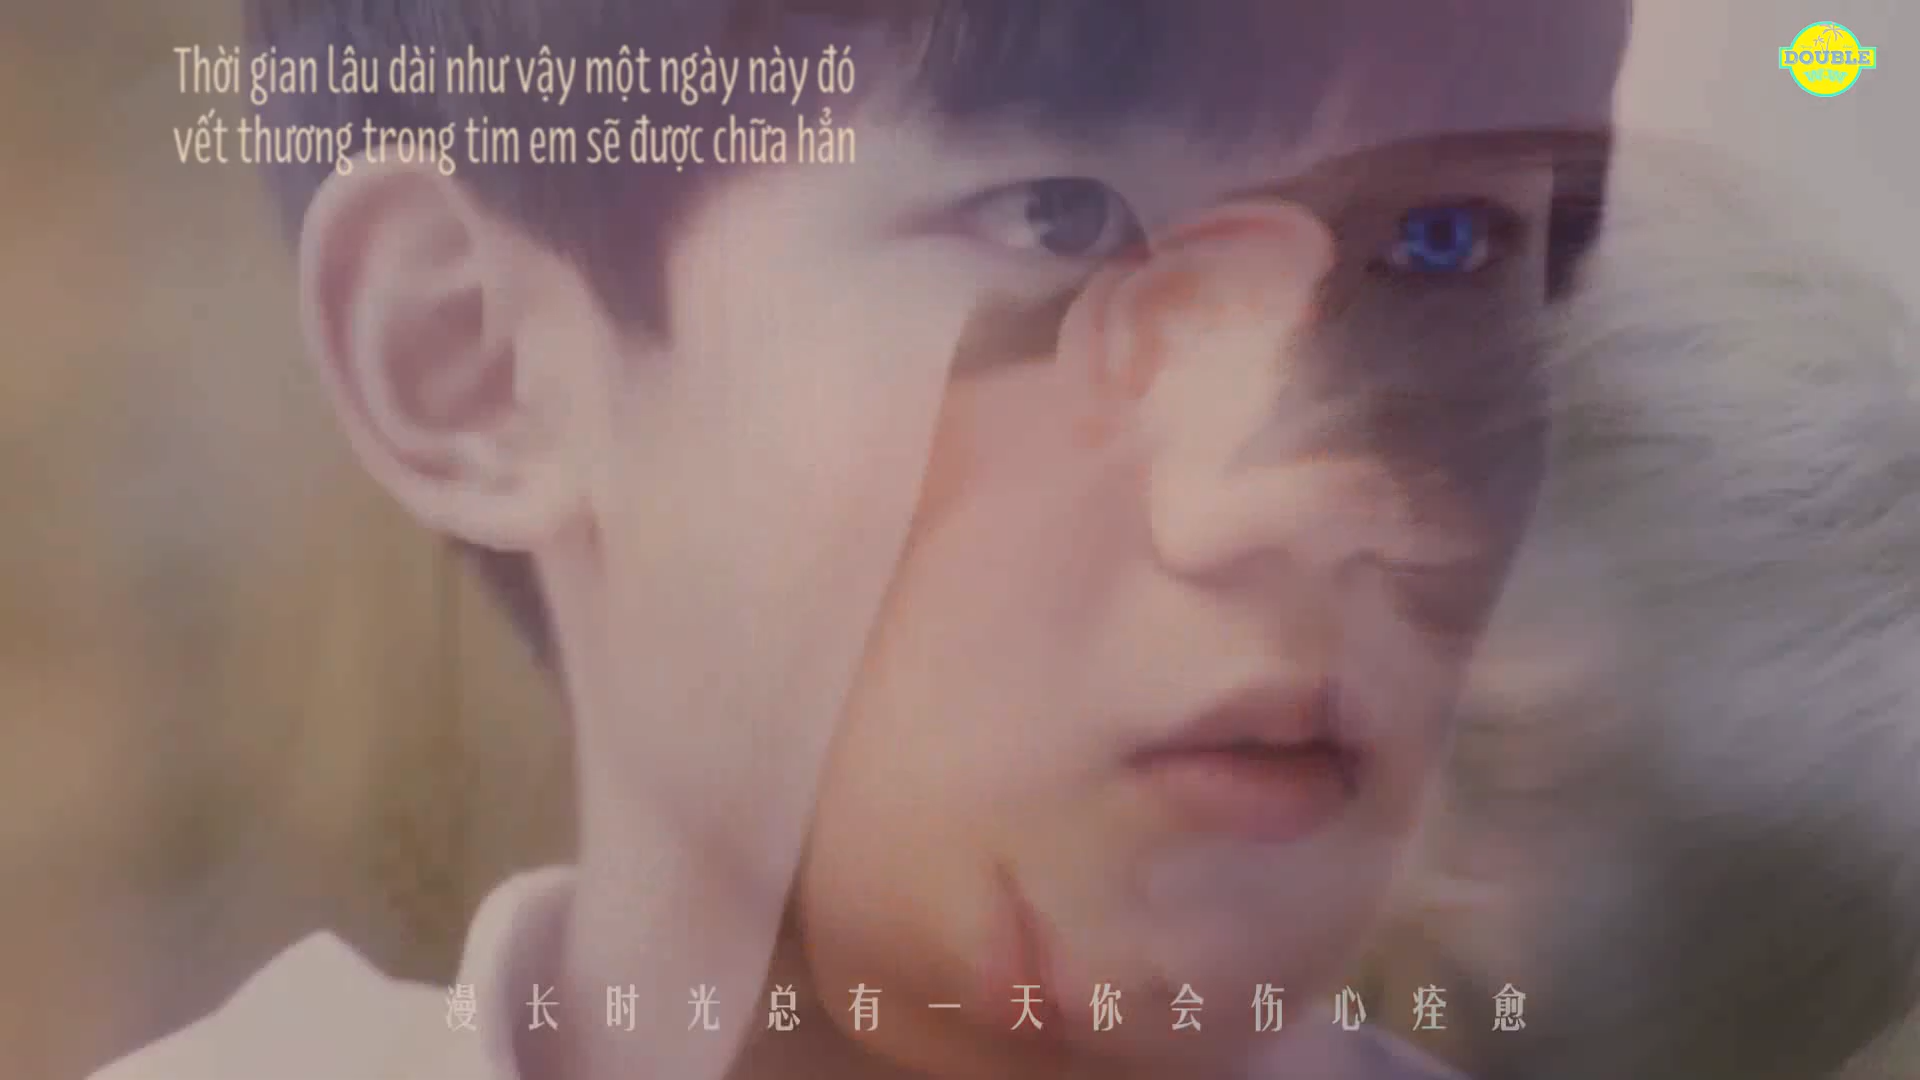 Thời gian lâu dài như vậy một ngày này đó
vết thương trong tim em sẽ được chữa hẳn
DOUBLE
漫长时光总有一天你会伤心痊愈